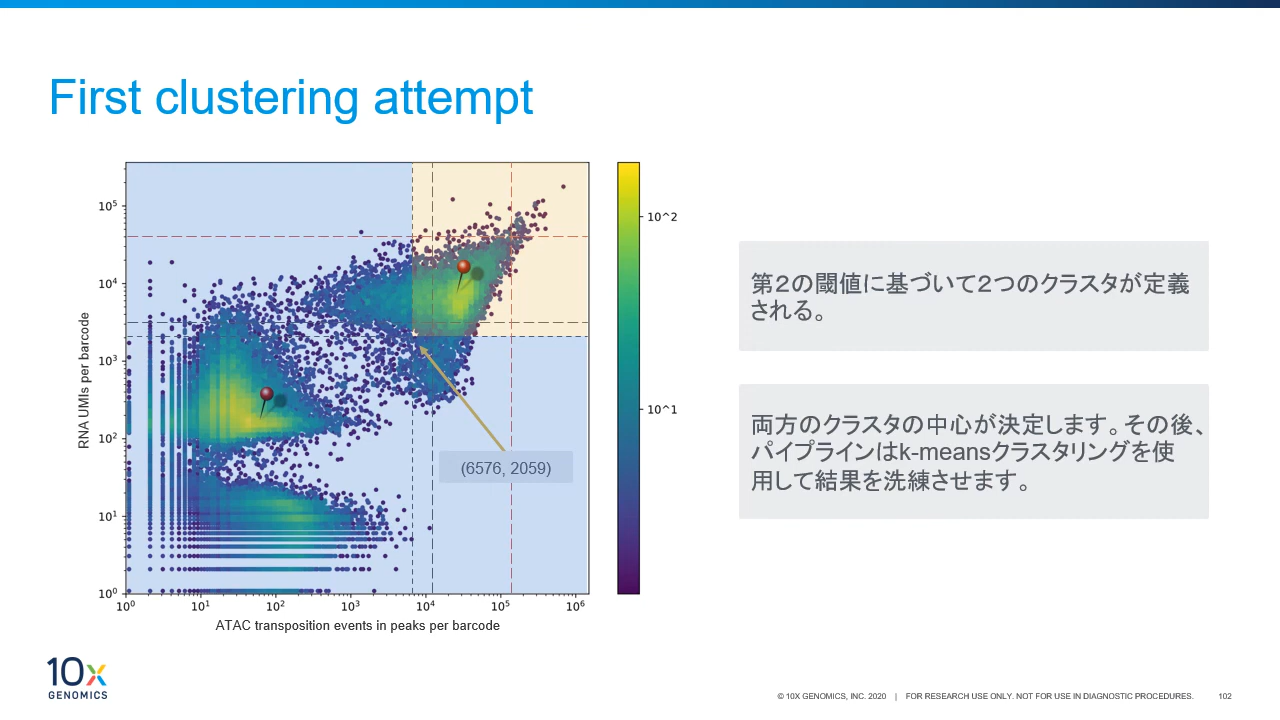 First clustering attempt
10^5
10^4
10^3
10^2
10^1
10^0
RNA UMIs per barcode
10^0 10^1 10^2 10^3 10^4 10^5 10^6
ATAC transposition events in peaks per barcode
(6576, 2059)
10^2
10^1
第２の閾値に基づいて２つのクラスタが定義
される。
両方のクラスタの中心が決定します。その後、
パイプラインはk-meansクラスタリングを使
用して結果を洗練させます。
10x
GENOMICS
© 10X GENOMICS, INC. 2020 | FOR RESEARCH USE ONLY. NOT FOR USE IN DIAGNOSTIC PROCEDURES. 102